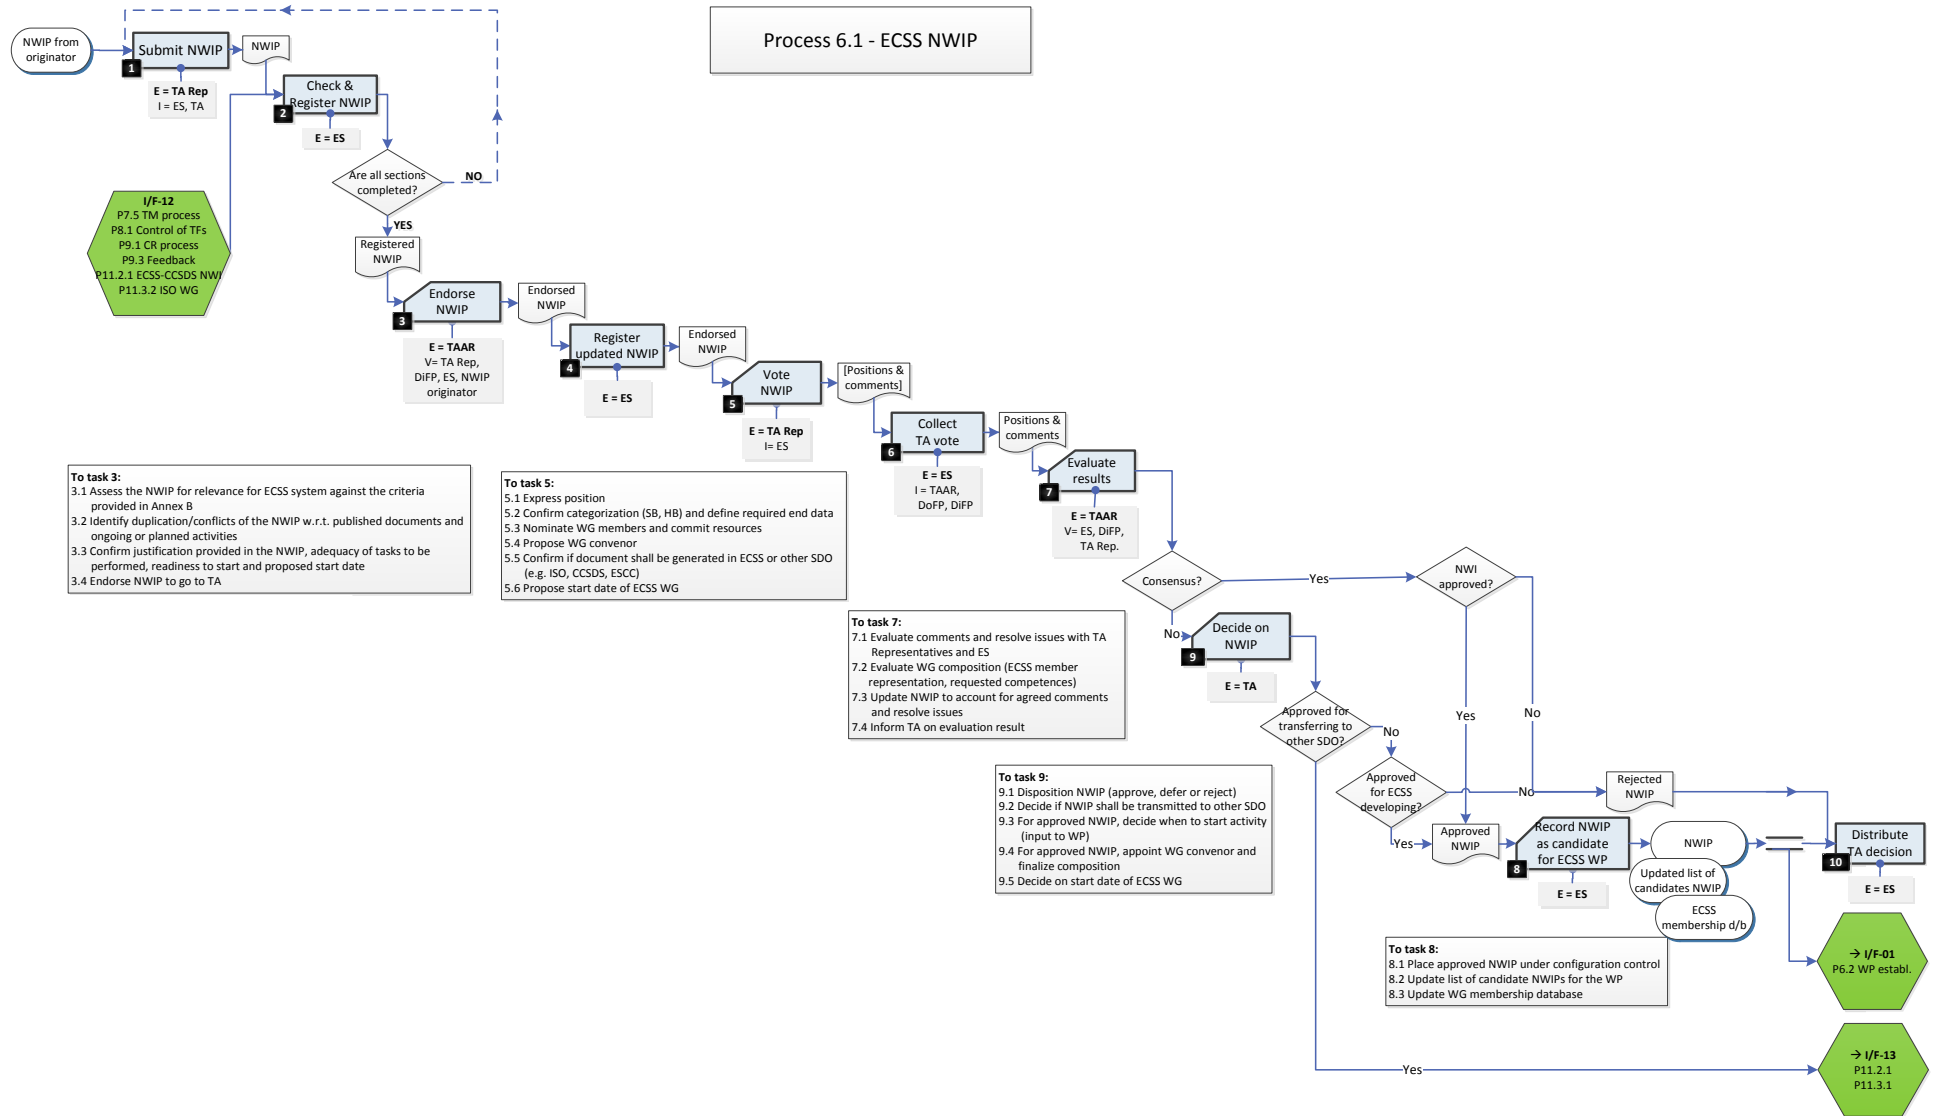 Process 6.1 - ECSS NWIP
NWIP from
originator
Submit NWIP
1
E = TA Rep
I = ES, TA
NWIP
Check &
Register NWIP
2
E = ES
Are all sections
completed?
NO
YES
I/F-12
P7.5 TM process
P8.1 Control of TFs
P9.1 CR process
P9.3 Feedback
P11.2.1 ECSS-CCSDS NWI
P11.3.2 ISO WG
Registered
NWIP
Endorse
NWIP
3
E = TAAR
V= TA Rep,
DiFP, ES, NWIP
originator
Endorsed
NWIP
Register
updated NWIP
4
E = ES
Endorsed
NWIP
Vote
NWIP
5
E = TA Rep
I= ES
[Positions &
comments]
Collect
TA vote
6
E = ES
I = TAAR,
DoFP, DiFP
Positions &
comments
Evaluate
results
7
E = TAAR
V= ES, DiFP,
TA Rep.
To task 3:
3.1 Assess the NWIP for relevance for ECSS system against the criteria
provided in Annex B
3.2 Identify duplication/conflicts of the NWIP w.r.t. published documents and
ongoing or planned activities
3.3 Confirm justification provided in the NWIP, adequacy of tasks to be
performed, readiness to start and proposed start date
3.4 Endorse NWIP to go to TA
To task 5:
5.1 Express position
5.2 Confirm categorization (SB, HB) and define required end data
5.3 Nominate WG members and commit resources
5.4 Propose WG convenor
5.5 Confirm if document shall be generated in ECSS or other SDO
(e.g. ISO, CCSDS, ESCC)
5.6 Propose start date of ECSS WG
Consensus?
Yes
NWI
approved?
No
Decide on
NWIP
9
E = TA
To task 7:
7.1 Evaluate comments and resolve issues with TA
Representatives and ES
7.2 Evaluate WG composition (ECSS member
representation, requested competences)
7.3 Update NWIP to account for agreed comments
and resolve issues
7.4 Inform TA on evaluation result
Approved for
transferring to
other SDO?
No
Yes
No
Approved
for ECSS
developing?
No
Yes
Rejected
NWIP
Approved
NWIP
To task 9:
9.1 Disposition NWIP (approve, defer or reject)
9.2 Decide if NWIP shall be transmitted to other SDO
9.3 For approved NWIP, decide when to start activity
(input to WP)
9.4 For approved NWIP, appoint WG convenor and
finalize composition
9.5 Decide on start date of ECSS WG
Record NWIP
as candidate
for ECSS WP
8
E = ES
NWIP
Updated list of
candidates NWIP
ECSS
membership d/b
Distribute
TA decision
10
E = ES
To task 8:
8.1 Place approved NWIP under configuration control
8.2 Update list of candidate NWIPs for the WP
8.3 Update WG membership database
→ I/F-01
P6.2 WP establ.
Yes
→ I/F-13
P11.2.1
P11.3.1